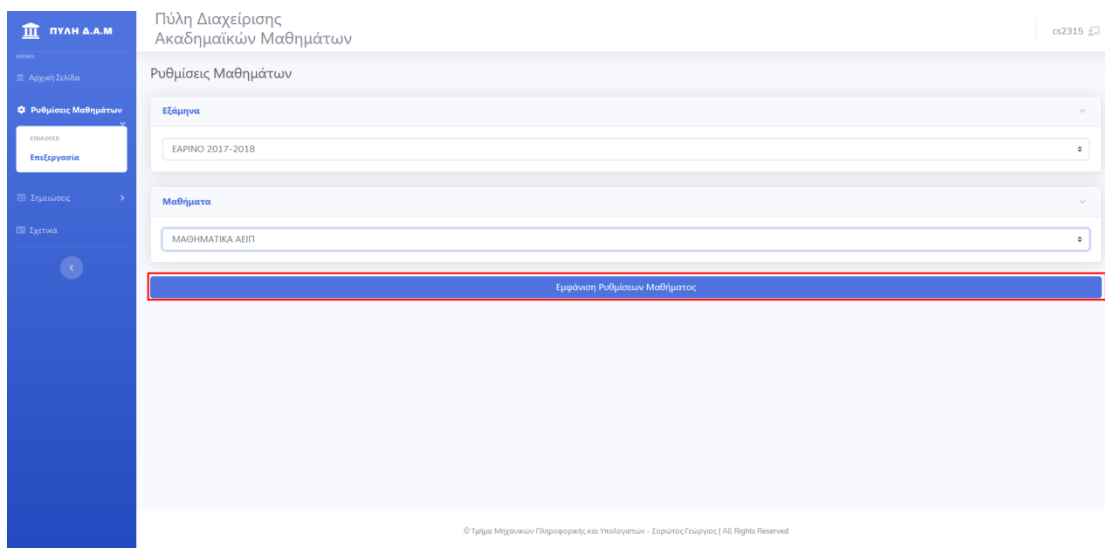 ΠΥΛΗ Δ.Α.Μ
MENU
Αρχική Σελίδα
Ρυθμίσεις Μαθημάτων
ΕΠΙΛΟΓΕΣ:
Επεξεργασία
Σημειώσεις
Σχετικά
Πύλη Διαχείρισης
Ακαδημαϊκών Μαθημάτων
cs2315
Ρυθμίσεις Μαθημάτων
Εξάμηνα
ΕΑΡΙΝΟ 2017-2018
Μαθήματα
ΜΑΘΗΜΑΤΙΚΑ ΑΕΙΠ
Εμφάνιση Ρυθμίσεων Μαθήματος
© Τμήμα Μηχανικών Πληροφορικής και Υπολογιστών - Σορώτος Γεώργιος | All Rights Reserved